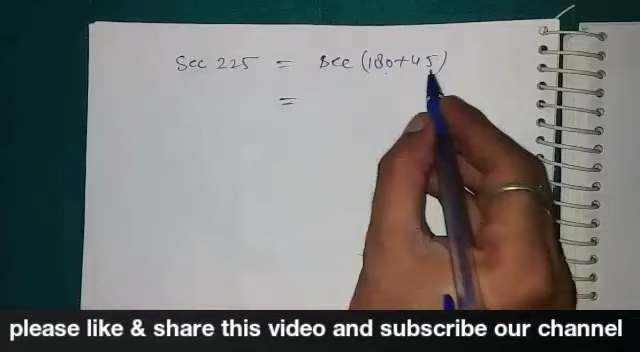 Sec 225 = sec (180+45)
=
please like & share this video and subscribe our channel